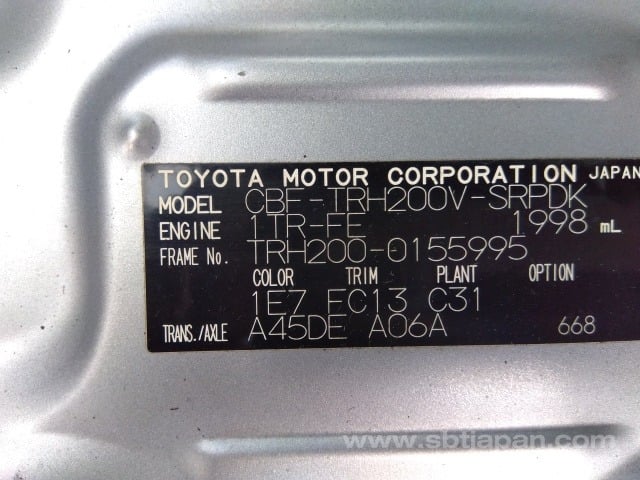 TOYOTA MOTOR CORPORATION JAPAN
MODEL CBF-TRH200V-SRPDK
ENGINE 1TR-FE 1998 mL
FRAME No. TRH200-0155995
COLOR TRIM PLANT OPTION
1E7 FC13 C31
TRANS./AXLE A45DE A06A 668
www.sbtjapan.com